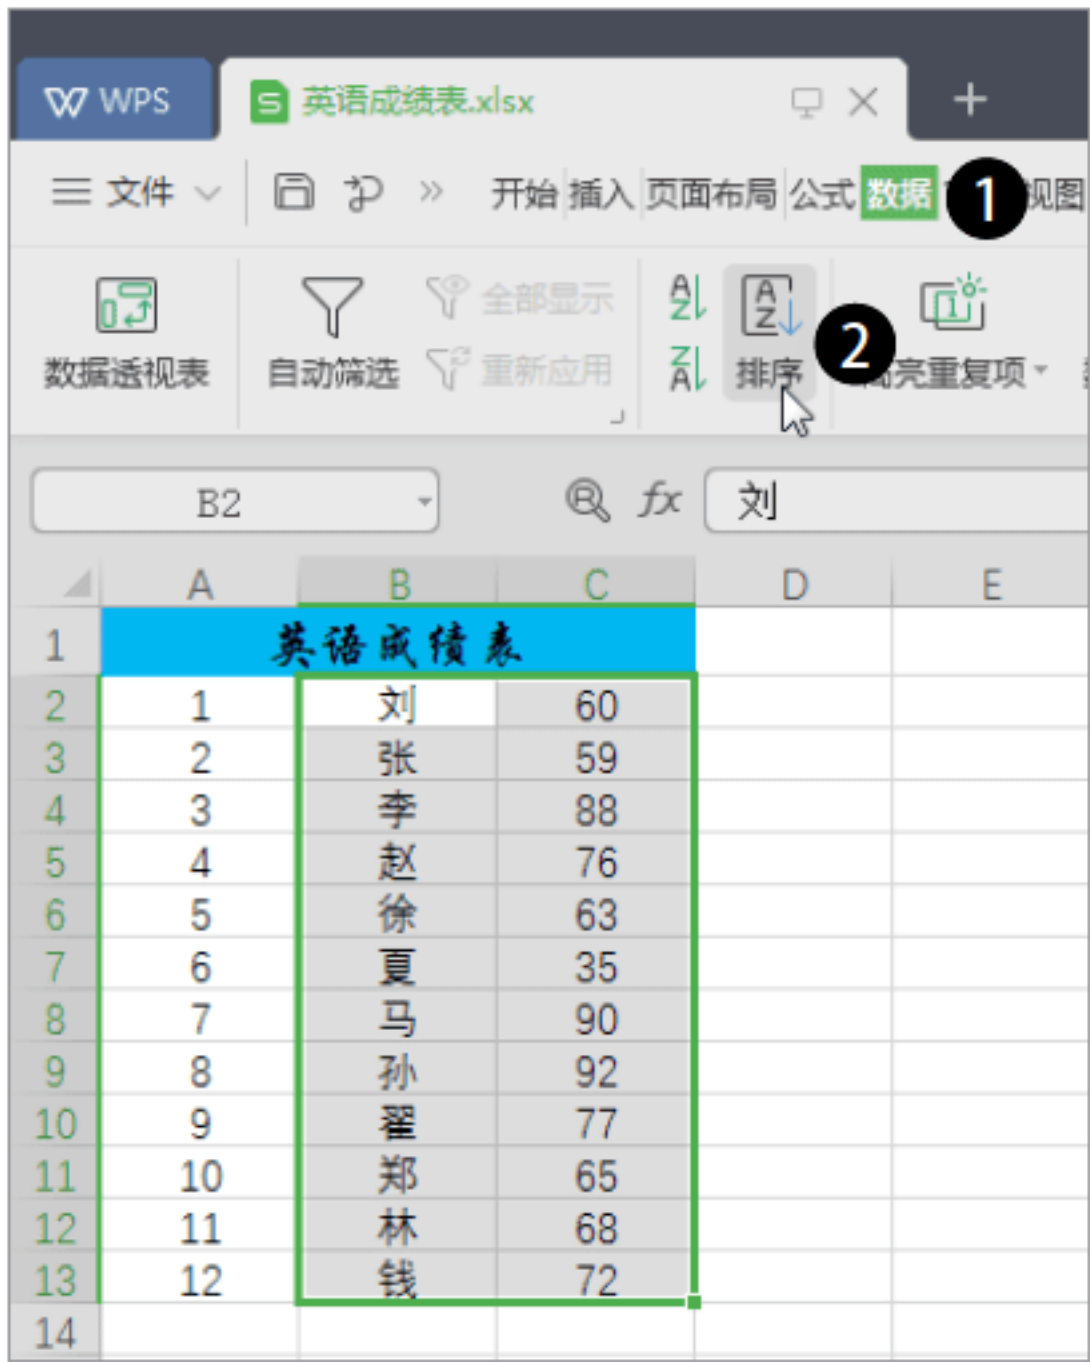 WPS 英语成绩表.xlsx
文件 开始 插入 页面布局 公式 数据 1 视图
全部显示
数据透视表 自动筛选 重新应用 排序 2 高亮重复项
B2 fx 刘
A B C D E
1 英语成绩表
2 1 刘 60
3 2 张 59
4 3 李 88
5 4 赵 76
6 5 徐 63
7 6 夏 35
8 7 马 90
9 8 孙 92
10 9 翟 77
11 10 郑 65
12 11 林 68
13 12 钱 72
14